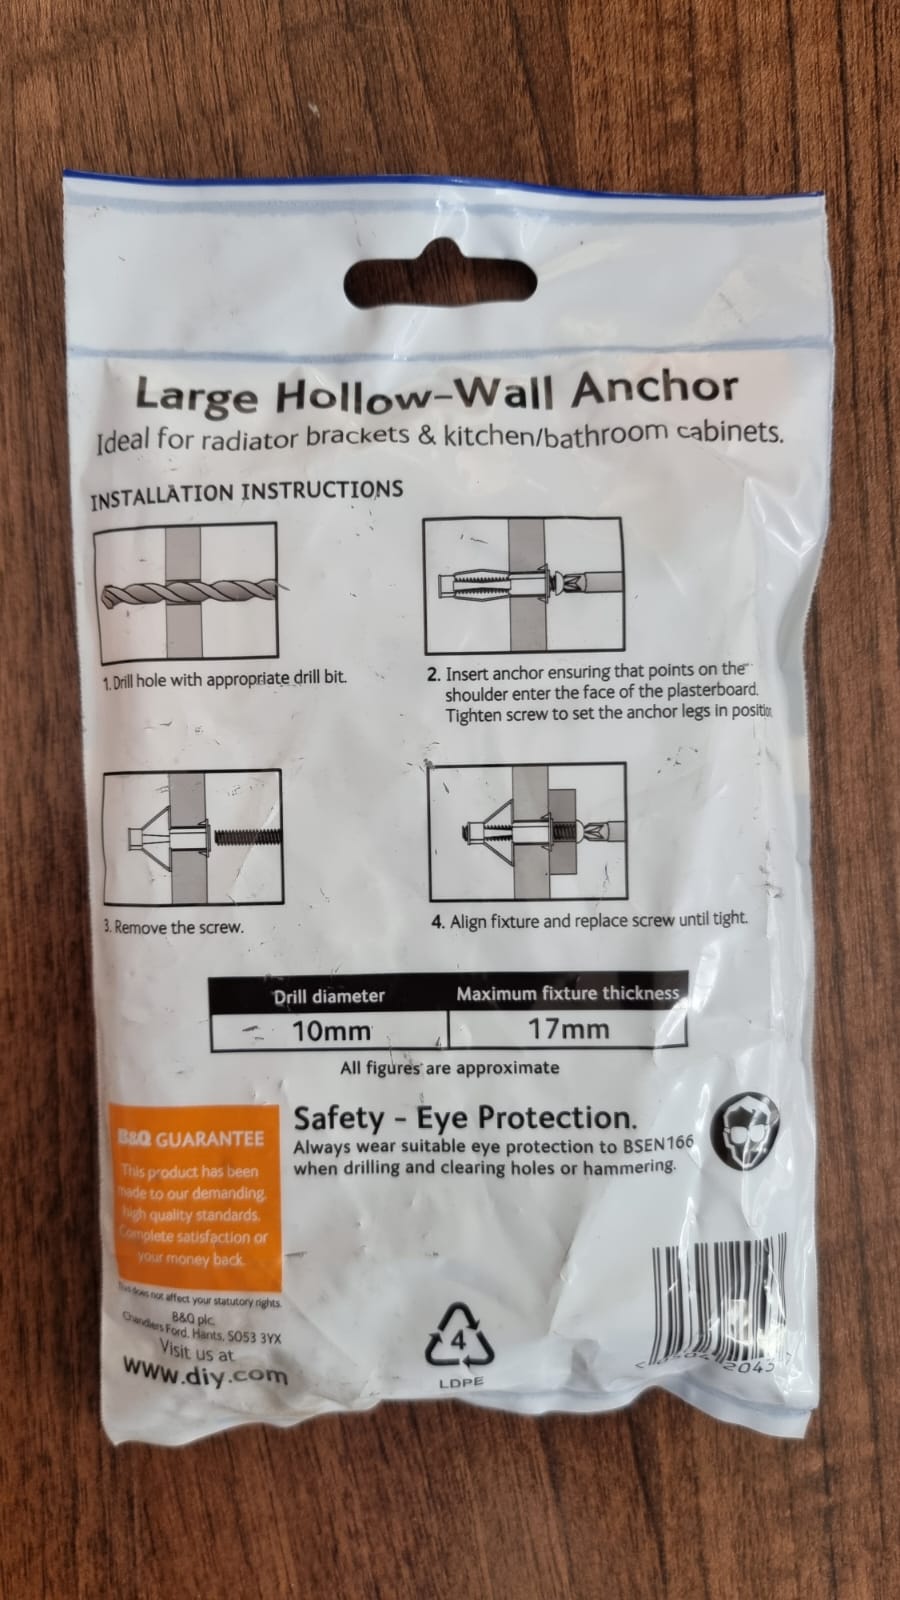 Large Hollow-Wall Anchor
Ideal for radiator brackets & kitchen/bathroom cabinets.
INSTALLATION INSTRUCTIONS
1. Drill hole with appropriate drill bit.
2. Insert anchor ensuring that points on the
shoulder enter the face of the plasterboard.
Tighten screw to set the anchor legs in position
3. Remove the screw.
4. Align fixture and replace screw until tight.
Drill diameter Maximum fixture thickness
10mm 17mm
All figures are approximate
Safety - Eye Protection.
Always wear suitable eye protection to BSEN166
when drilling and clearing holes or hammering.
B&Q GUARANTEE
This product has been
made to our demanding,
high quality standards.
Complete satisfaction or
your money back.
This does not affect your statutory rights.
B&Q plc,
Chandlers Ford, Hants, SO53 3YX
Visit us at
www.diy.com
4
LDPE